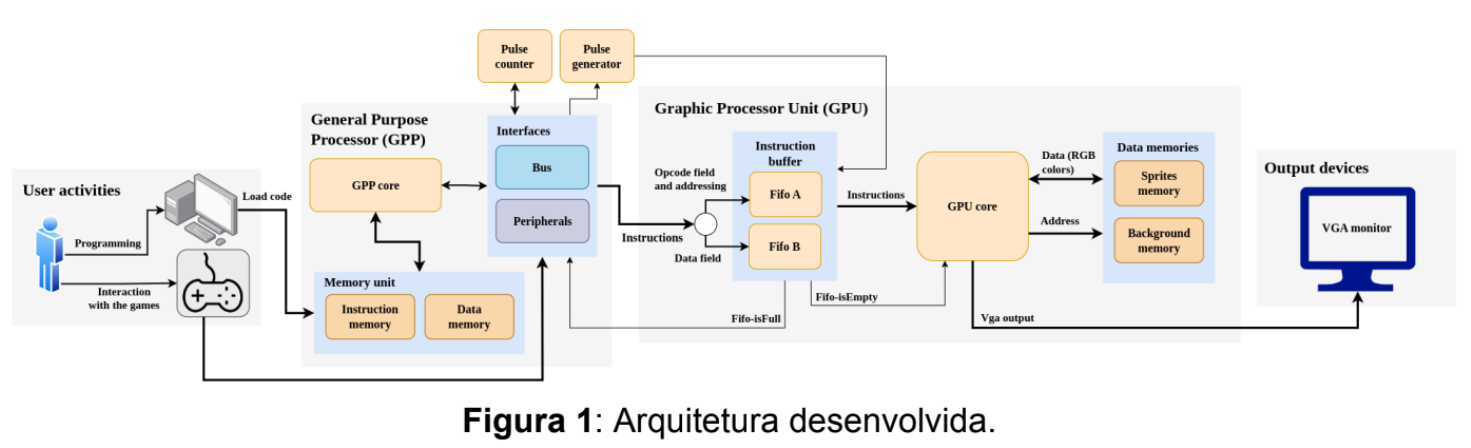 User activities
Programming
Interaction
with the games
Load code
General Purpose
Processor (GPP)
GPP core
Memory unit
Instruction
memory
Data
memory
Pulse
counter
Pulse
generator
Interfaces
Bus
Peripherals
Instructions
Graphic Processor Unit (GPU)
Opcode field
and addressing
Data field
Instruction
buffer
Fifo A
Fifo B
Fifo-isFull
Fifo-isEmpty
Instructions
GPU core
Data (RGB
colors)
Address
Data memories
Sprites
memory
Background
memory
Vga output
Output devices
VGA monitor
Figura 1: Arquitetura desenvolvida.